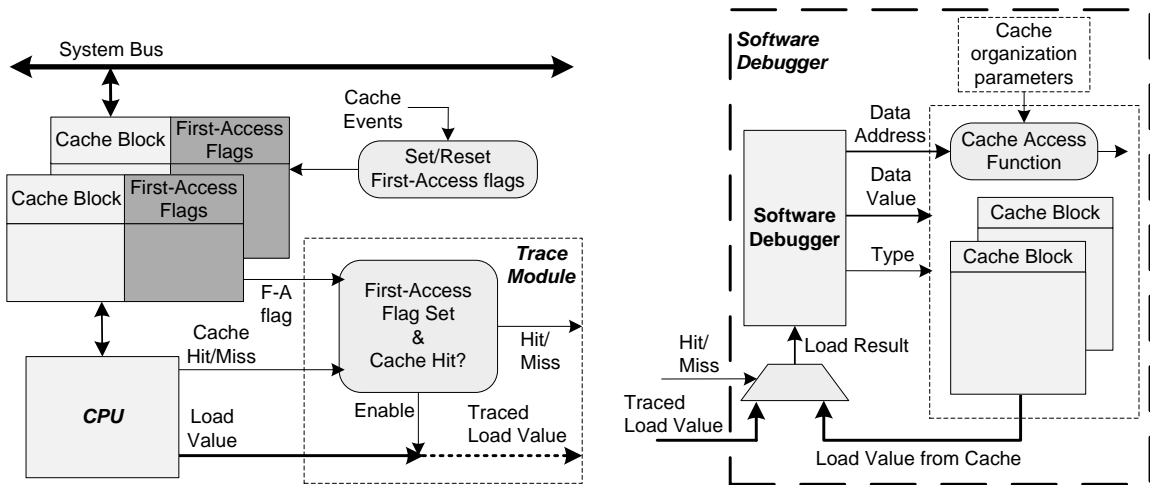 System Bus
Cache
Events
Cache Block
First-Access
Flags
Set/Reset
First-Access flags
Cache Block
First-Access
Flags
Trace
Module
F-A
flag
First-Access
Flag Set
&
Cache Hit?
Cache
Hit/Miss
Hit/
Miss
CPU
Load
Value
Enable
Traced
Load Value
Software
Debugger
Cache
organization
parameters
Data
Address
Cache Access
Function
Data
Value
Software
Debugger
Type
Cache Block
Cache Block
Hit/
Miss
Load Result
Traced
Load Value
Load Value from Cache